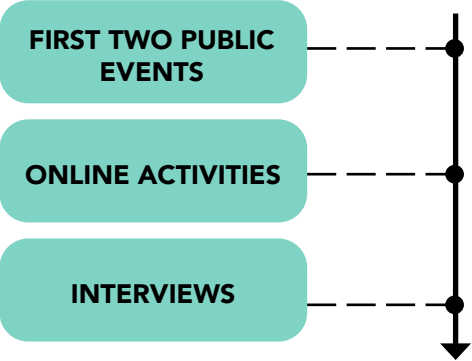 FIRST TWO PUBLIC
EVENTS
ONLINE ACTIVITIES
INTERVIEWS